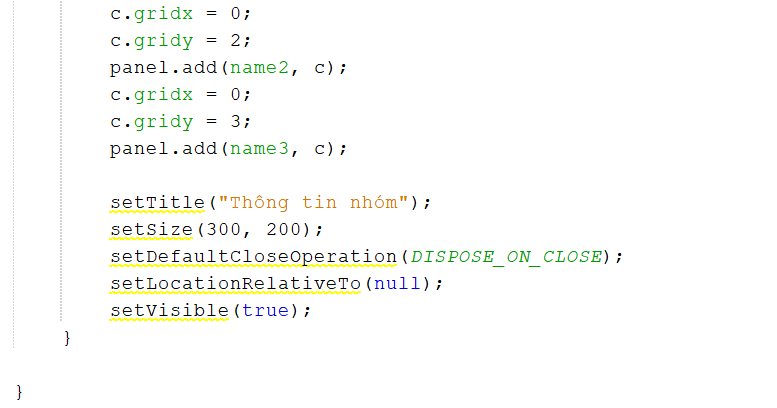 c.gridx = 0;
c.gridy = 2;
panel.add(name2, c);
c.gridx = 0;
c.gridy = 3;
panel.add(name3, c);
setTitle("Thông tin nhóm");
setSize(300, 200);
setDefaultCloseOperation(DISPOSE_ON_CLOSE);
setLocationRelativeTo(null);
setVisible(true);
}
}